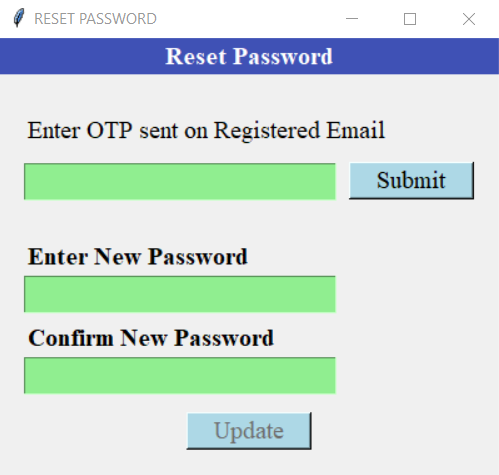 RESET PASSWORD
Reset Password
Enter OTP sent on Registered Email
Submit
Enter New Password
Confirm New Password
Update